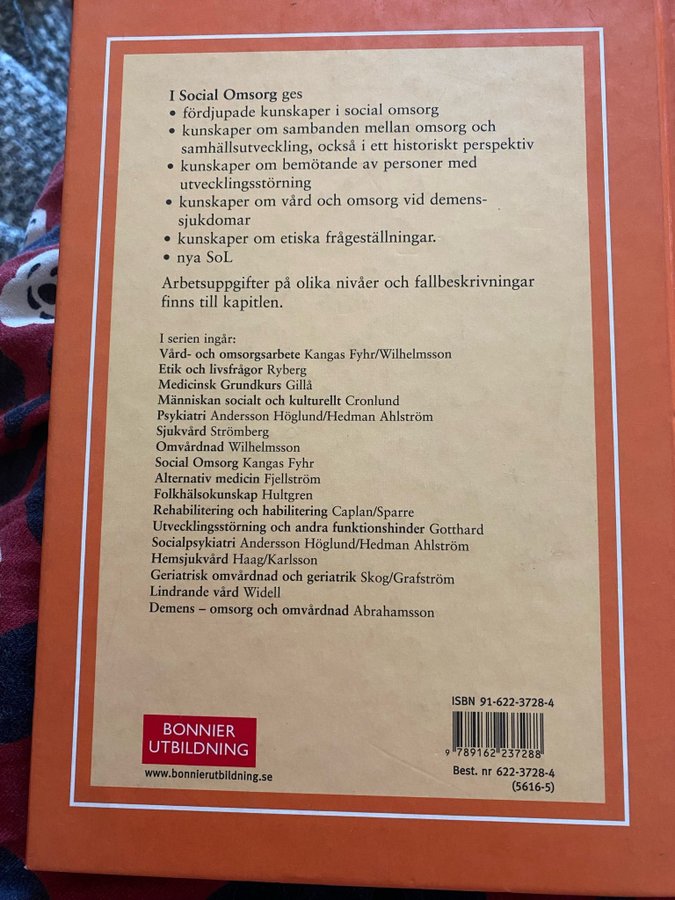 I Social Omsorg ges
• fördjupade kunskaper i social omsorg
• kunskaper om sambanden mellan omsorg och
samhällsutveckling, också i ett historiskt perspektiv
• kunskaper om bemötande av personer med
utvecklingsstörning
• kunskaper om vård och omsorg vid demens-
sjukdomar
• kunskaper om etiska frågeställningar.
• nya SoL
Arbetsuppgifter på olika nivåer och fallbeskrivningar
finns till kapitlen.
I serien ingår:
Vård- och omsorgsarbete Kangas Fyhr/Wilhelmsson
Etik och livsfrågor Ryberg
Medicinsk Grundkurs Gillå
Människan socialt och kulturellt Cronlund
Psykiatri Andersson Höglund/Hedman Ahlström
Sjukvård Strömberg
Omvårdnad Wilhelmsson
Social Omsorg Kangas Fyhr
Alternativ medicin Fjellström
Folkhälsokunskap Hultgren
Rehabilitering och habilitering Caplan/Sparre
Utvecklingsstörning och andra funktionshinder Gotthard
Socialpsykiatri Andersson Höglund/Hedman Ahlström
Hemsjukvård Haag/Karlsson
Geriatrisk omvårdnad och geriatrik Skog/Grafström
Lindrande vård Widell
Demens – omsorg och omvårdnad Abrahamsson
BONNIER
UTBILDNING
www.bonnierutbildning.se
ISBN 91-622-3728-4
9 789162 237288
Best. nr 622-3728-4
(5616-5)